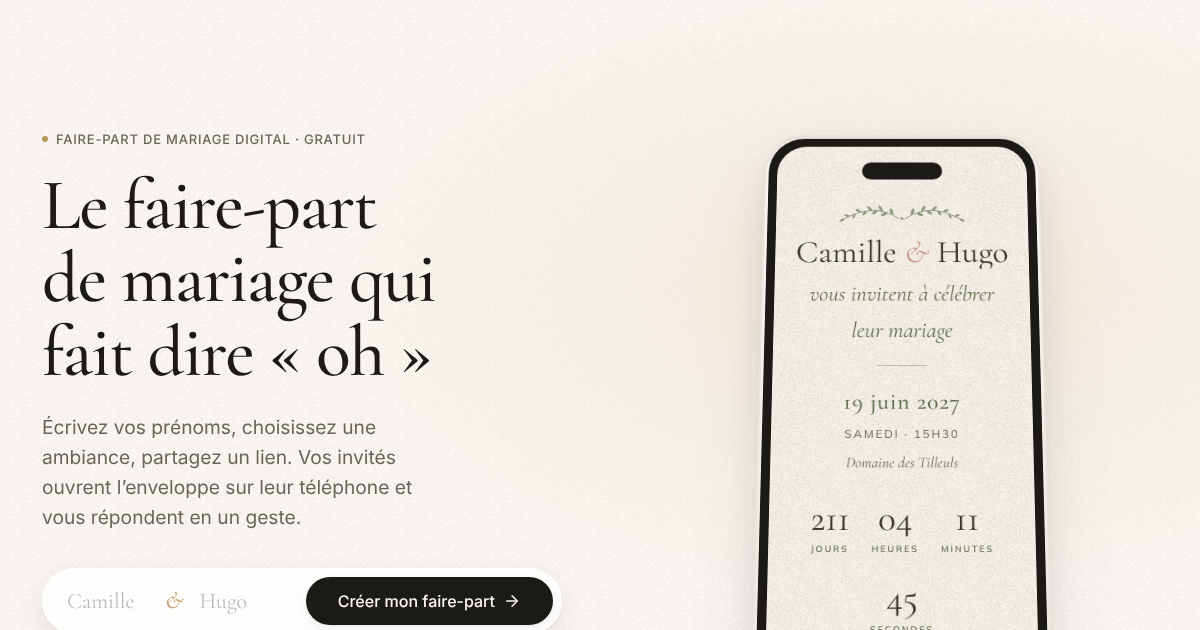 FAIRE-PART DE MARIAGE DIGITAL · GRATUIT
Le faire-part
de mariage qui
fait dire « oh »
Écrivez vos prénoms, choisissez une
ambiance, partagez un lien. Vos invités
ouvrent l’enveloppe sur leur téléphone et
vous répondent en un geste.
Camille & Hugo
Créer mon faire-part →
Camille & Hugo
vous invitent à célébrer
leur mariage
19 juin 2027
SAMEDI · 15H30
Domaine des Tilleuls
211 04 11
JOURS HEURES MINUTES
45
SECONDES